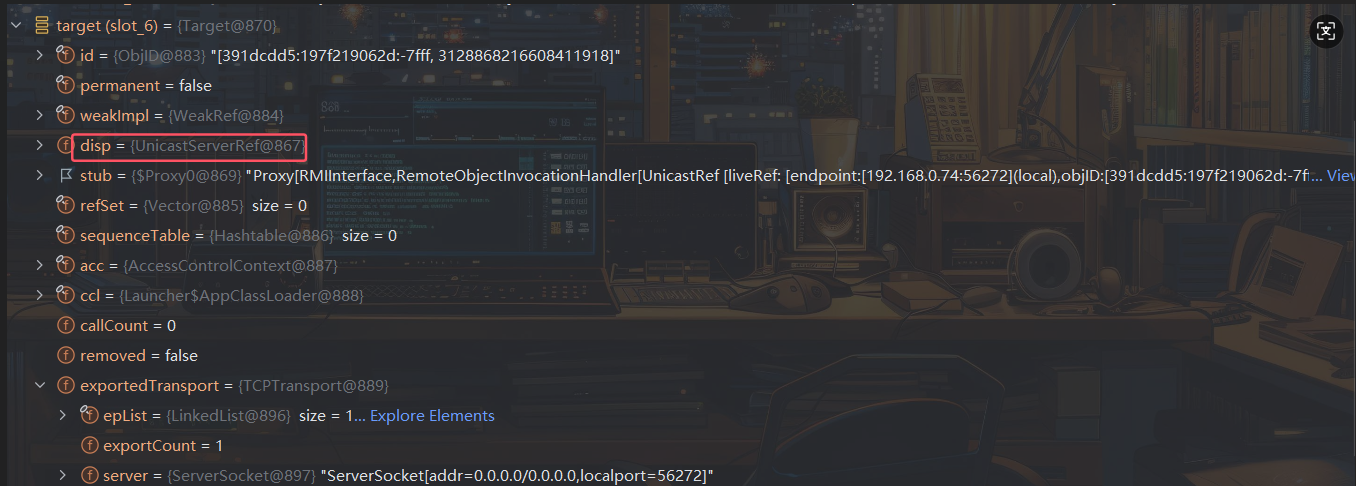 target (slot_6) = {Target@870}
id = {ObjID@883} "[391dcdd5:197f219062d:-7fff, 3128868216608411918]"
permanent = false
weakImpl = {WeakRef@884}
disp = {UnicastServerRef@867}
stub = {$Proxy0@869} "Proxy[RMIInterface,RemoteObjectInvocationHandler[UnicastRef [liveRef: [endpoint:[192.168.0.74:56272](local),objID:[391dcdd5:197f219062d:-7ff... View
refSet = {Vector@885} size = 0
sequenceTable = {Hashtable@886} size = 0
acc = {AccessControlContext@887}
ccl = {Launcher$AppClassLoader@888}
callCount = 0
removed = false
exportedTransport = {TCPTransport@889}
epList = {LinkedList@896} size = 1... Explore Elements
exportCount = 1
server = {ServerSocket@897} "ServerSocket[addr=0.0.0.0/0.0.0.0,localport=56272]"